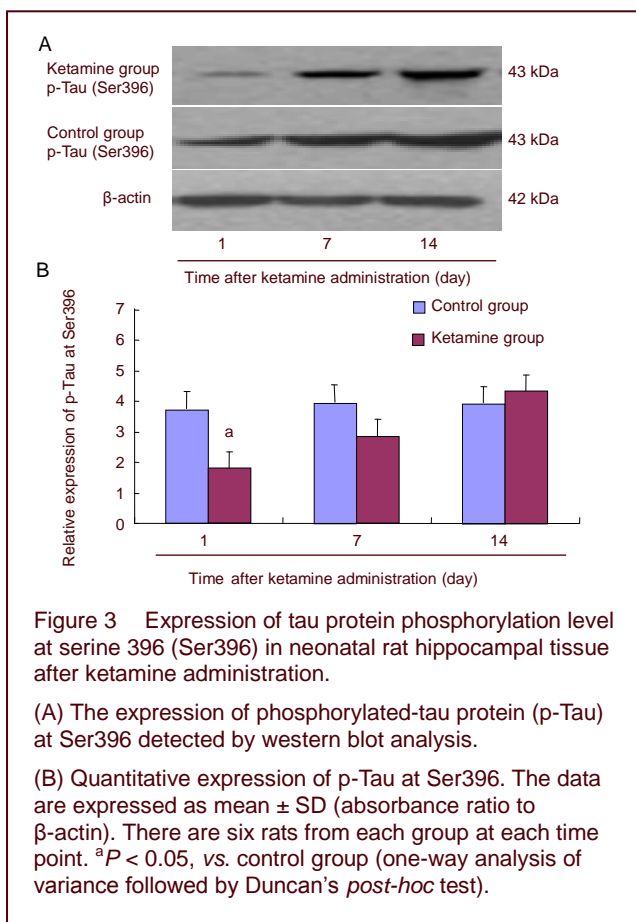 A
Ketamine group
p-Tau (Ser396)
43 kDa
Control group
p-Tau (Ser396)
43 kDa
β-actin
42 kDa
1 7 14
Time after ketamine administration (day)
B
Relative expression of p-Tau at Ser396
7
6
5
4
3
2
1
0
Control group
Ketamine group
a
1 7 14
Time after ketamine administration (day)
Figure 3 Expression of tau protein phosphorylation level
at serine 396 (Ser396) in neonatal rat hippocampal tissue
after ketamine administration.
(A) The expression of phosphorylated-tau protein (p-Tau)
at Ser396 detected by western blot analysis.
(B) Quantitative expression of p-Tau at Ser396. The data
are expressed as mean ± SD (absorbance ratio to
β-actin). There are six rats from each group at each time
point. ᵃP < 0.05, vs. control group (one-way analysis of
variance followed by Duncan’s post-hoc test).